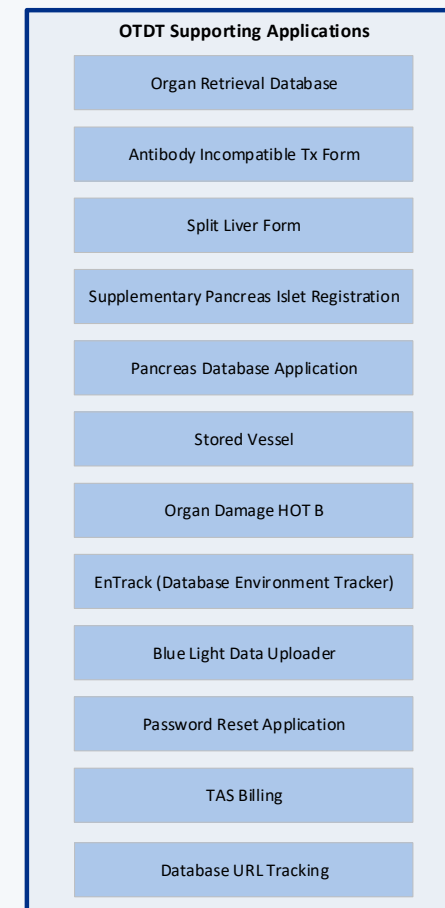 OTDT Supporting Applications
Organ Retrieval Database
Antibody Incompatible Tx Form
Split Liver Form
Supplementary Pancreas Islet Registration
Pancreas Database Application
Stored Vessel
Organ Damage HOT B
EnTrack (Database Environment Tracker)
Blue Light Data Uploader
Password Reset Application
TAS Billing
Database URL Tracking